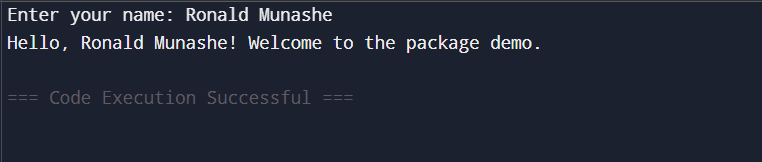 Enter your name: Ronald Munashe
Hello, Ronald Munashe! Welcome to the package demo.
=== Code Execution Successful ===